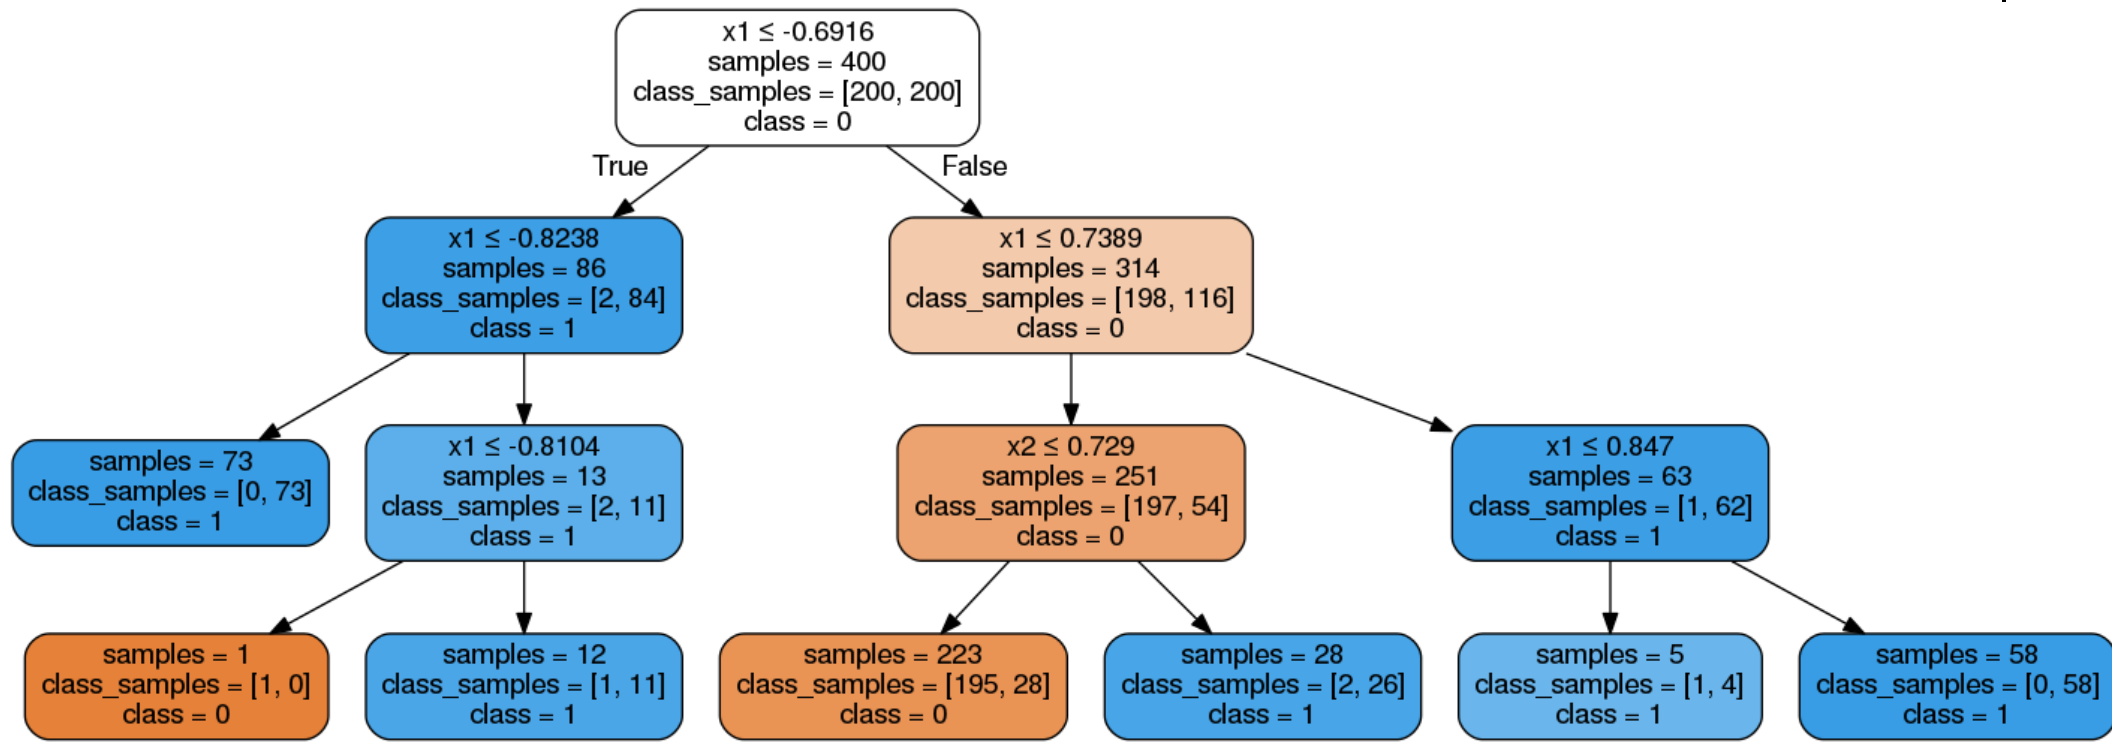 x1 ≤ -0.6916
samples = 400
class_samples = [200, 200]
class = 0
True
False
x1 ≤ -0.8238
samples = 86
class_samples = [2, 84]
class = 1
x1 ≤ 0.7389
samples = 314
class_samples = [198, 116]
class = 0
samples = 73
class_samples = [0, 73]
class = 1
x1 ≤ -0.8104
samples = 13
class_samples = [2, 11]
class = 1
x2 ≤ 0.729
samples = 251
class_samples = [197, 54]
class = 0
x1 ≤ 0.847
samples = 63
class_samples = [1, 62]
class = 1
samples = 1
class_samples = [1, 0]
class = 0
samples = 12
class_samples = [1, 11]
class = 1
samples = 223
class_samples = [195, 28]
class = 0
samples = 28
class_samples = [2, 26]
class = 1
samples = 5
class_samples = [1, 4]
class = 1
samples = 58
class_samples = [0, 58]
class = 1